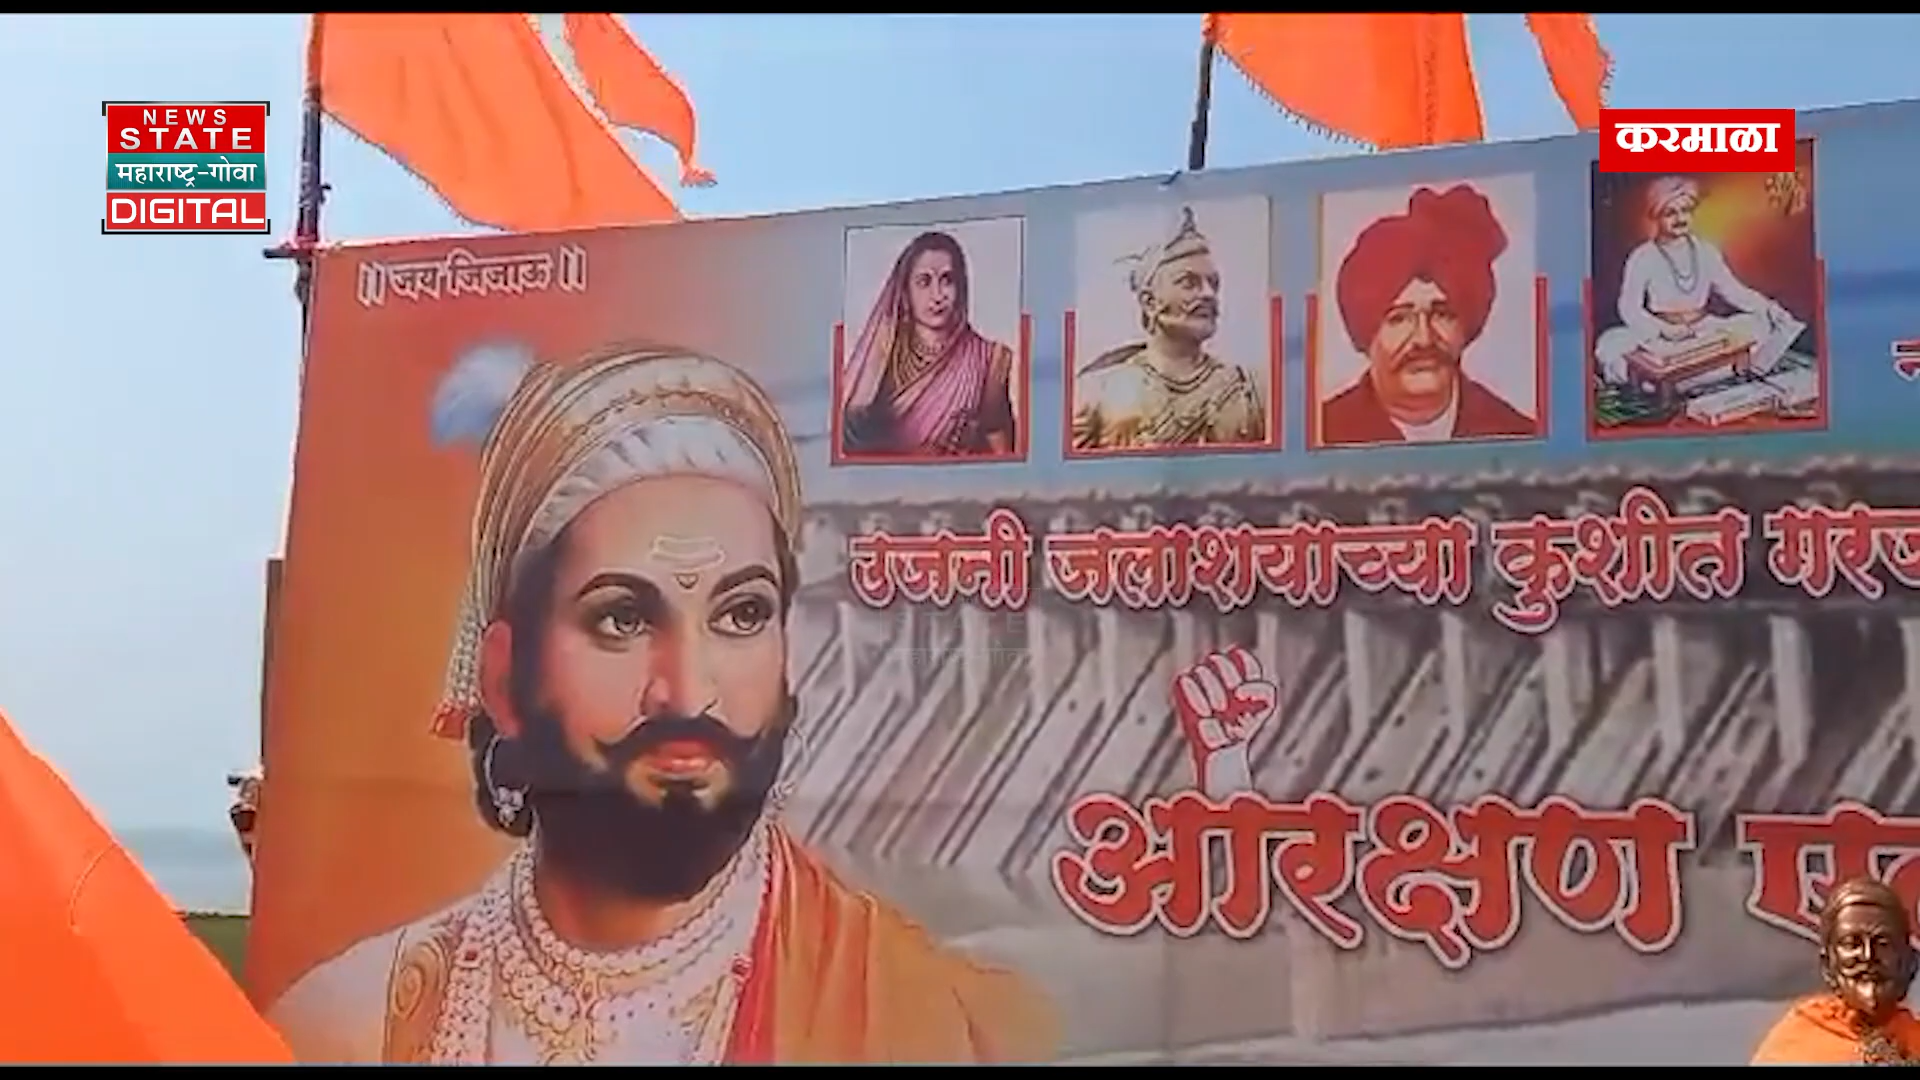 NEWS
STATE
महाराष्ट्र-गोवा
DIGITAL
करमाळा
|| जय जिजाऊ ||
उजनी जलाशयाच्या कुशीत
आरक्षण